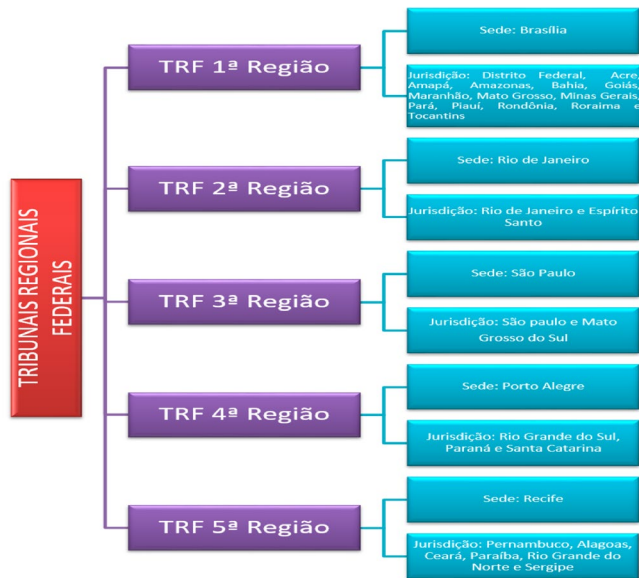 TRIBUNAIS REGIONAIS
FEDERAIS
TRF 1ª Região
Sede: Brasília
Jurisdição: Distrito Federal, Acre,
Amapá, Amazonas, Bahia, Goiás,
Maranhão, Mato Grosso, Minas Gerais,
Pará, Piauí, Rondônia, Roraima e
Tocantins
TRF 2ª Região
Sede: Rio de Janeiro
Jurisdição: Rio de Janeiro e Espírito
Santo
TRF 3ª Região
Sede: São Paulo
Jurisdição: São paulo e Mato
Grosso do Sul
TRF 4ª Região
Sede: Porto Alegre
Jurisdição: Rio Grande do Sul,
Paraná e Santa Catarina
TRF 5ª Região
Sede: Recife
Jurisdição: Pernambuco, Alagoas,
Ceará, Paraíba, Rio Grande do
Norte e Sergipe